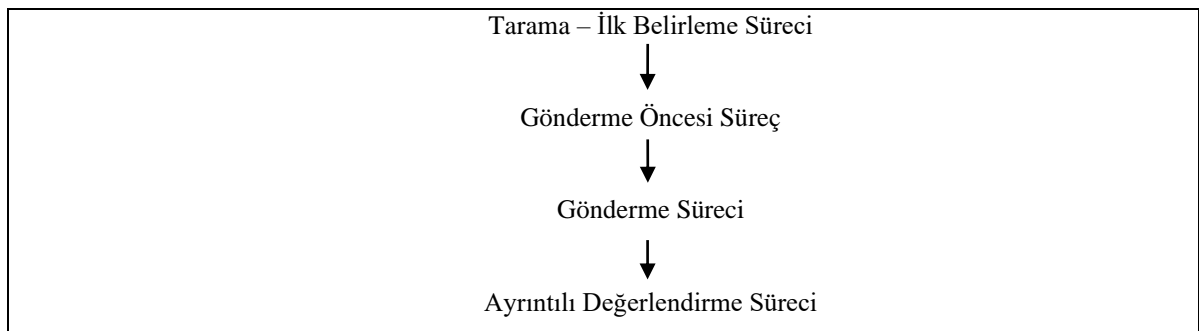 Tarama – İlk Belirleme Süreci
Gönderme Öncesi Süreç
Gönderme Süreci
Ayrıntılı Değerlendirme Süreci